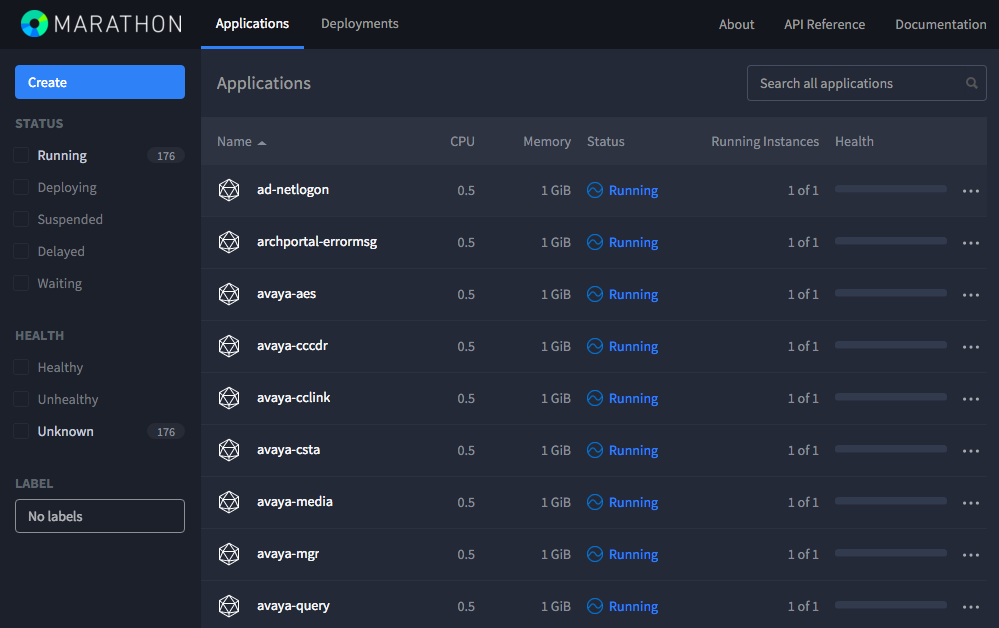 MARATHON Applications Deployments About API Reference Documentation
Create
STATUS
Running 176
Deploying
Suspended
Delayed
Waiting
HEALTH
Healthy
Unhealthy
Unknown 176
LABEL
No labels
Applications Search all applications
Name CPU Memory Status Running Instances Health
ad-netlogon 0.5 1 GiB Running 1 of 1
archportal-errormsg 0.5 1 GiB Running 1 of 1
avaya-aes 0.5 1 GiB Running 1 of 1
avaya-cccdr 0.5 1 GiB Running 1 of 1
avaya-cclink 0.5 1 GiB Running 1 of 1
avaya-csta 0.5 1 GiB Running 1 of 1
avaya-media 0.5 1 GiB Running 1 of 1
avaya-mgr 0.5 1 GiB Running 1 of 1
avaya-query 0.5 1 GiB Running 1 of 1